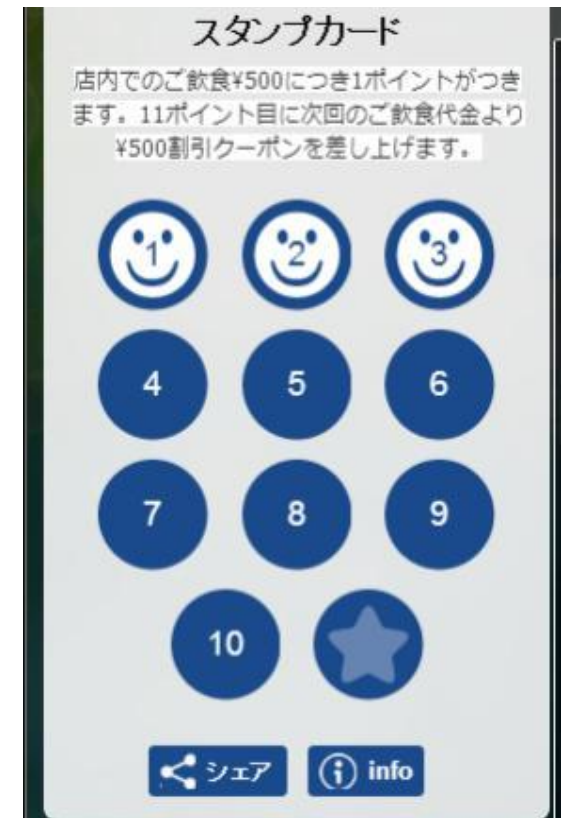 スタンプカード
店内でのご飲食¥500につき1ポイントがつき
ます。11ポイント目に次回のご飲食代金より
¥500割引クーポンを差し上げます。
1 2 3
4 5 6
7 8 9
10
シェア info